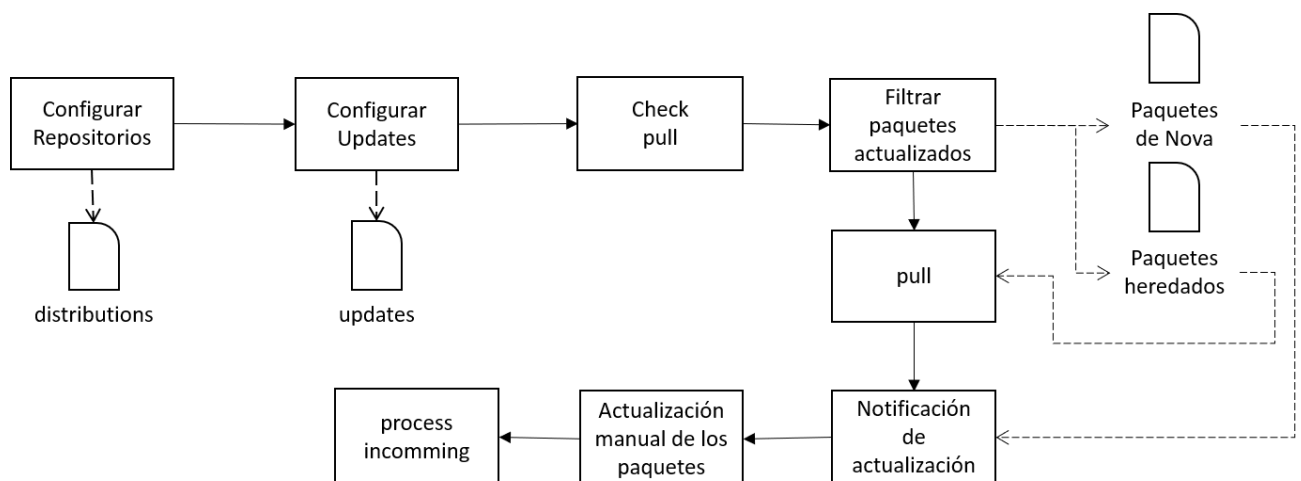 Configurar
Repositorios
Configurar
Updates
Check
pull
Filtrar
paquetes
actualizados
Paquetes
de Nova
distributions
updates
pull
Paquetes
heredados
process
incomming
Actualización
manual de los
paquetes
Notificación
de
actualización